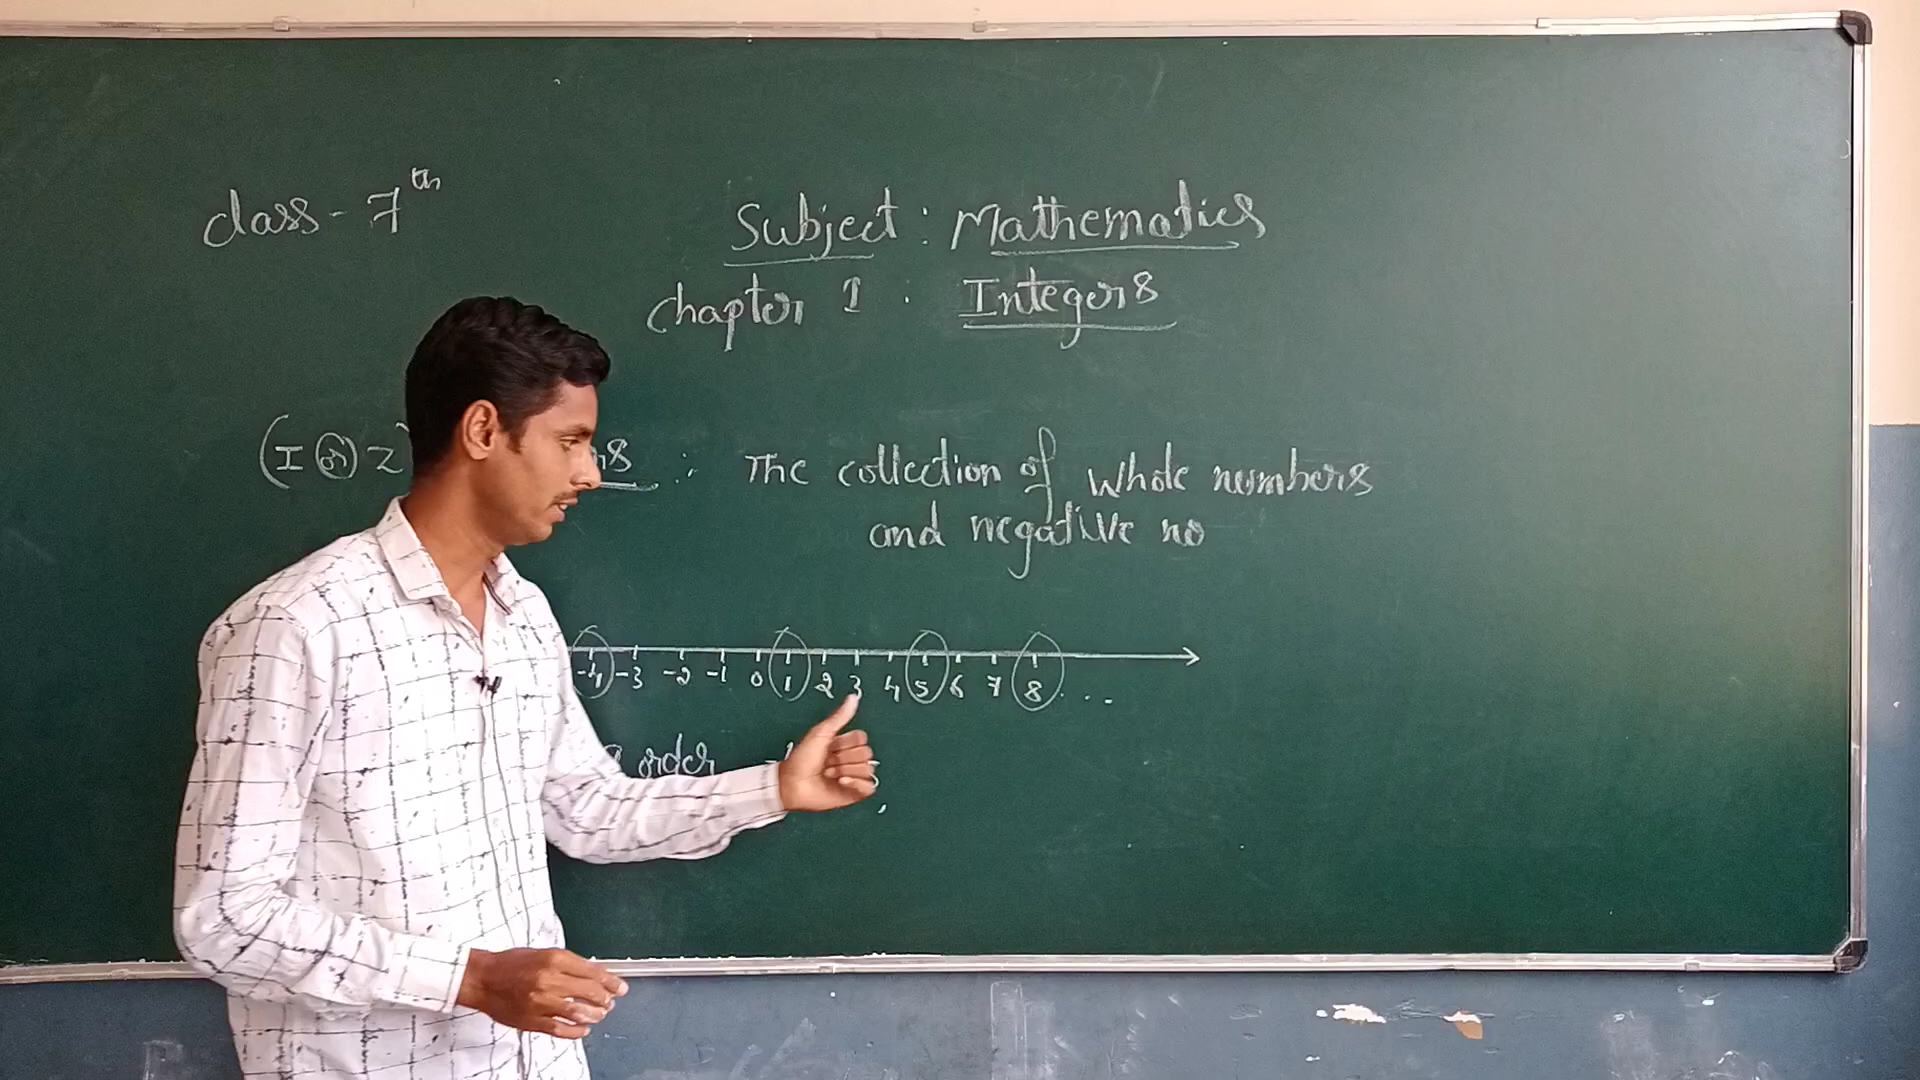 class - 7th
Subject : Mathematics
Chapter 1 . Integers
(I or Z : The collection of whole numbers
and negative no
-4 -3 -2 -1 0 1 2 3 4 5 6 7 8 . . .
order